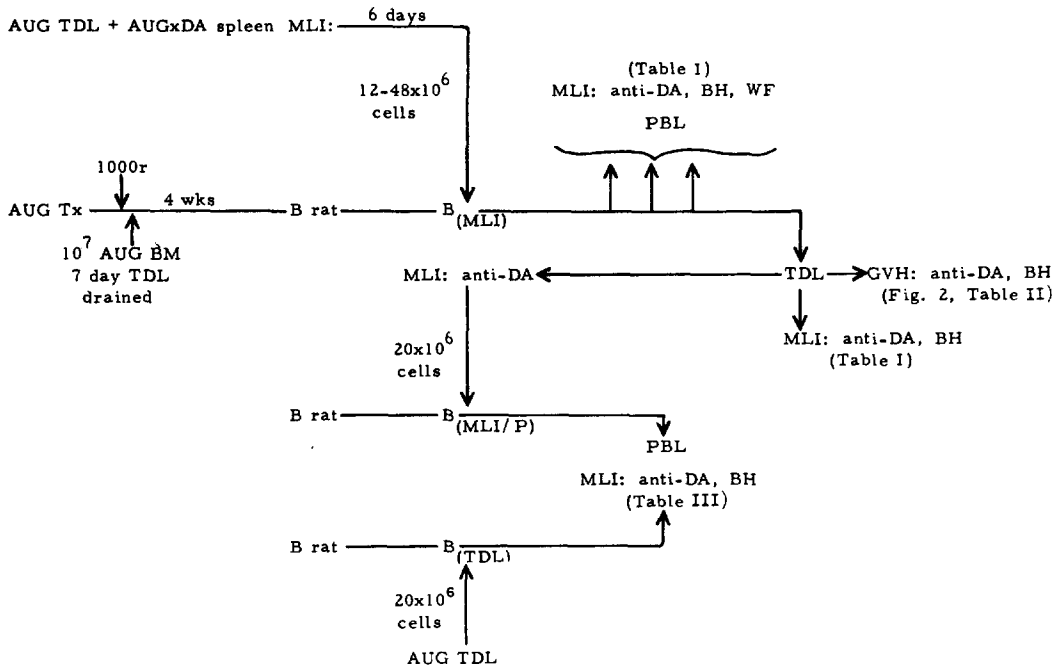 AUG TDL + AUGxDA spleen MLI: 6 days
12-48x10^6
cells
(Table I)
MLI: anti-DA, BH, WF
PBL
1000r
AUG Tx 4 wks B rat B(MLI)
10^7 AUG BM
7 day TDL
drained
MLI: anti-DA TDL GVH: anti-DA, BH
(Fig. 2, Table II)
MLI: anti-DA, BH
(Table I)
20x10^6
cells
B rat B(MLI/P)
PBL
MLI: anti-DA, BH
(Table III)
B rat B(TDL)
20x10^6
cells
AUG TDL